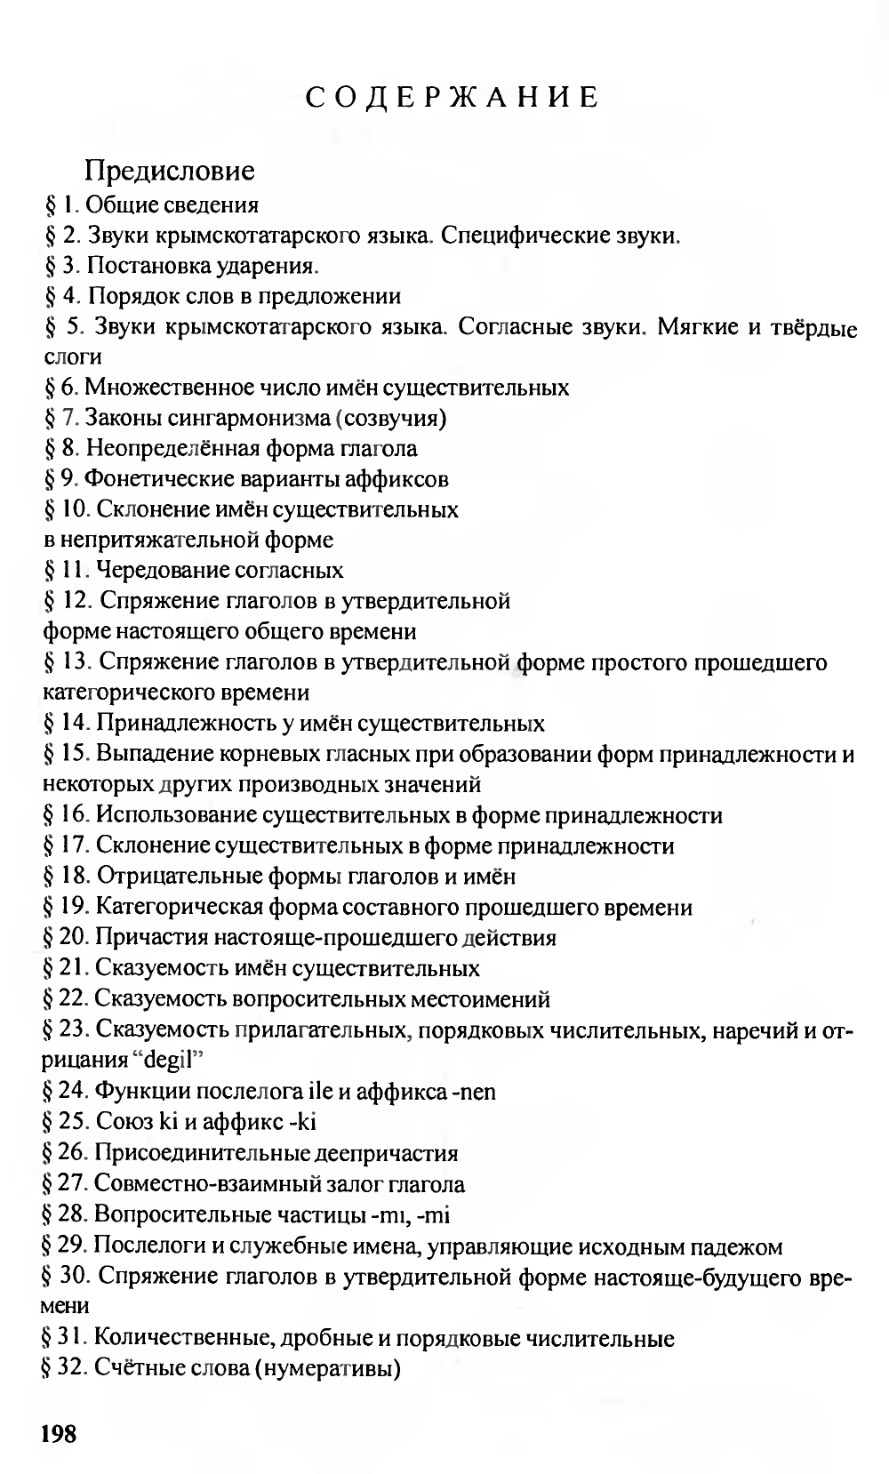 СОДЕРЖАНИЕ
Предисловие
§ 1. Общие сведения
§ 2. Звуки крымскотатарского языка. Специфические звуки.
§ 3. Постановка ударения.
§ 4. Порядок слов в предложении
§ 5. Звуки крымскотатарского языка. Согласные звуки. Мягкие и твёрдые
слоги
§ 6. Множественное число имён существительных
§ 7. Законы сингармонизма (созвучия)
§ 8. Неопределённая форма глагола
§ 9. Фонетические варианты аффиксов
§ 10. Склонение имён существительных
в непритяжательной форме
§ 11. Чередование согласных
§ 12. Спряжение глаголов в утвердительной
форме настоящего общего времени
§ 13. Спряжение глаголов в утвердительной форме простого прошедшего
категорического времени
§ 14. Принадлежность у имён существительных
§ 15. Выпадение корневых гласных при образовании форм принадлежности и
некоторых других производных значений
§ 16. Использование существительных в форме принадлежности
§ 17. Склонение существительных в форме принадлежности
§ 18. Отрицательные формы глаголов и имён
§ 19. Категорическая форма составного прошедшего времени
§ 20. Причастия настояще-прошедшего действия
§ 21. Сказуемость имён существительных
§ 22. Сказуемость вопросительных местоимений
§ 23. Сказуемость прилагательных, порядковых числительных, наречий и от-
рицания “degil”
§ 24. Функции послелога ile и аффикса -nen
§ 25. Союз ki и аффикс -ki
§ 26. Присоединительные деепричастия
§ 27. Совместно-взаимный залог глагола
§ 28. Вопросительные частицы -mı, -mi
§ 29. Послелоги и служебные имена, управляющие исходным падежом
§ 30. Спряжение глаголов в утвердительной форме настояще-будущего вре-
мени
§ 31. Количественные, дробные и порядковые числительные
§ 32. Счётные слова (нумеративы)
198